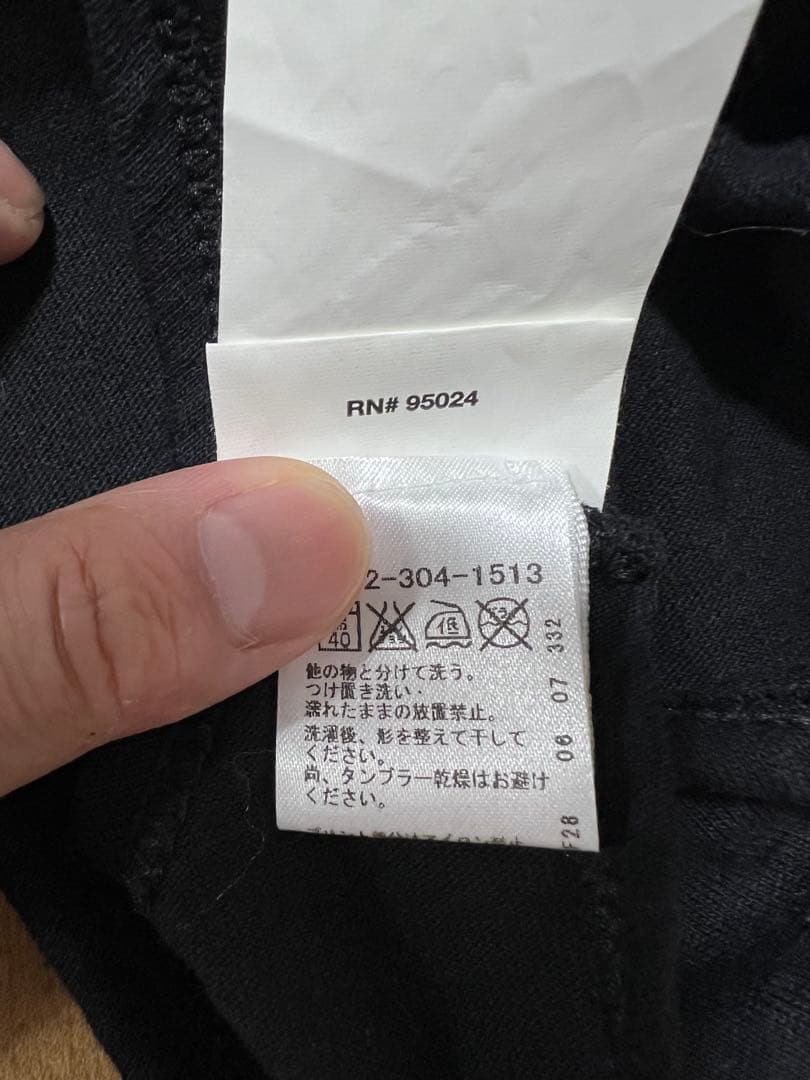 RN# 95024
2-304-1513
40
低
他の物と分けて洗う。
つけ置き洗い・
濡れたままの放置禁止。
洗濯後、形を整えて干して
ください。
尚、タンブラー乾燥はお避け
ください。
F28 06 07 332